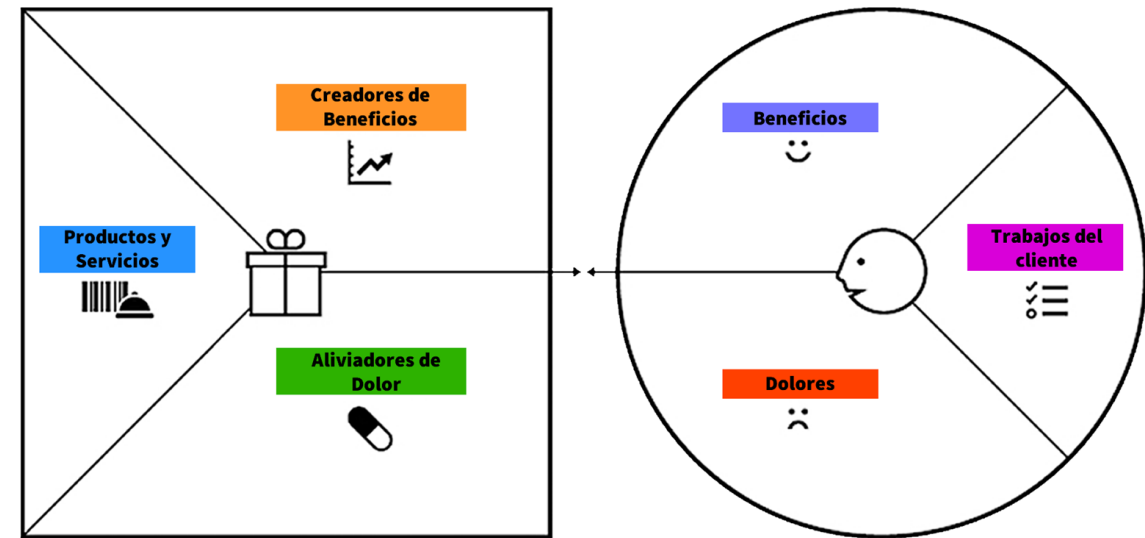 Creadores de
Beneficios
Productos y
Servicios
Aliviadores de
Dolor
Beneficios
Trabajos del
cliente
Dolores